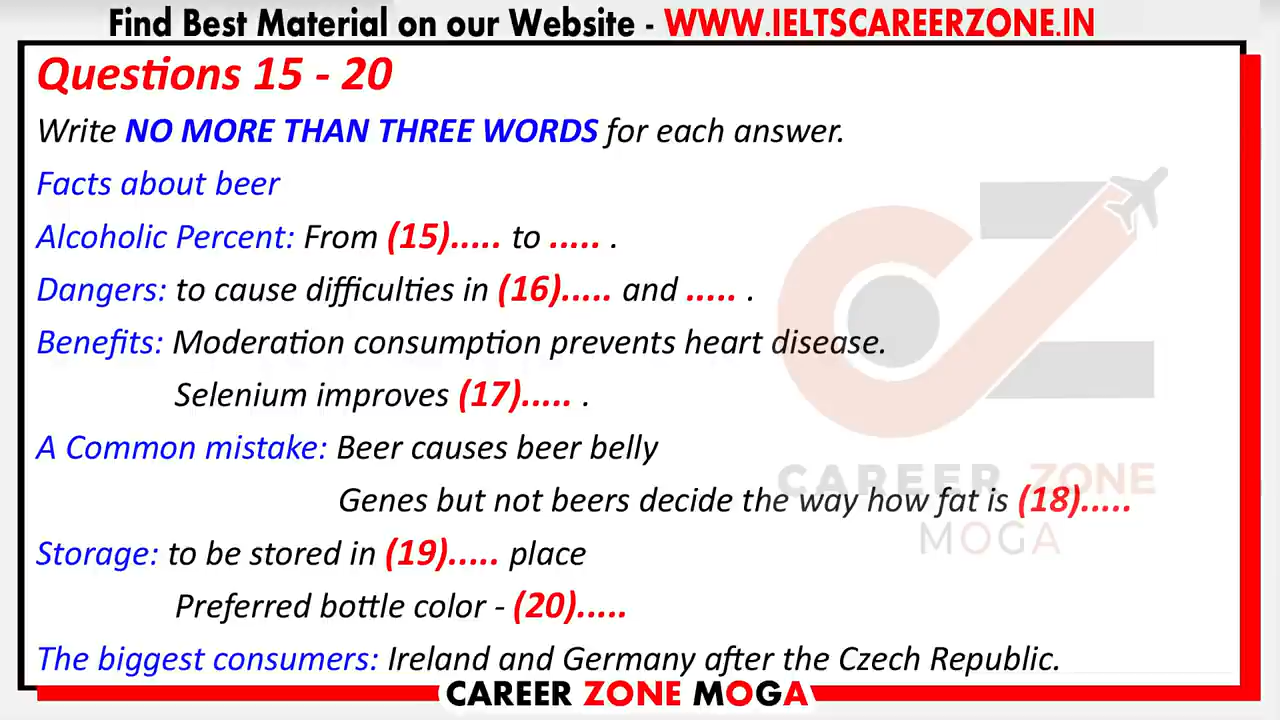 Find Best Material on our Website - WWW.IELTSCAREERZONE.IN
Questions 15 - 20
Write NO MORE THAN THREE WORDS for each answer.
Facts about beer
Alcoholic Percent: From (15)..... to ..... .
Dangers: to cause difficulties in (16)..... and ..... .
Benefits: Moderation consumption prevents heart disease.
Selenium improves (17)..... .
A Common mistake: Beer causes beer belly
CAREER ZONE
Genes but not beers decide the way how fat is (18).....
MOGA
Storage: to be stored in (19)..... place
Preferred bottle color - (20).....
The biggest consumers: Ireland and Germany after the Czech Republic.
CAREER ZONE MOGA